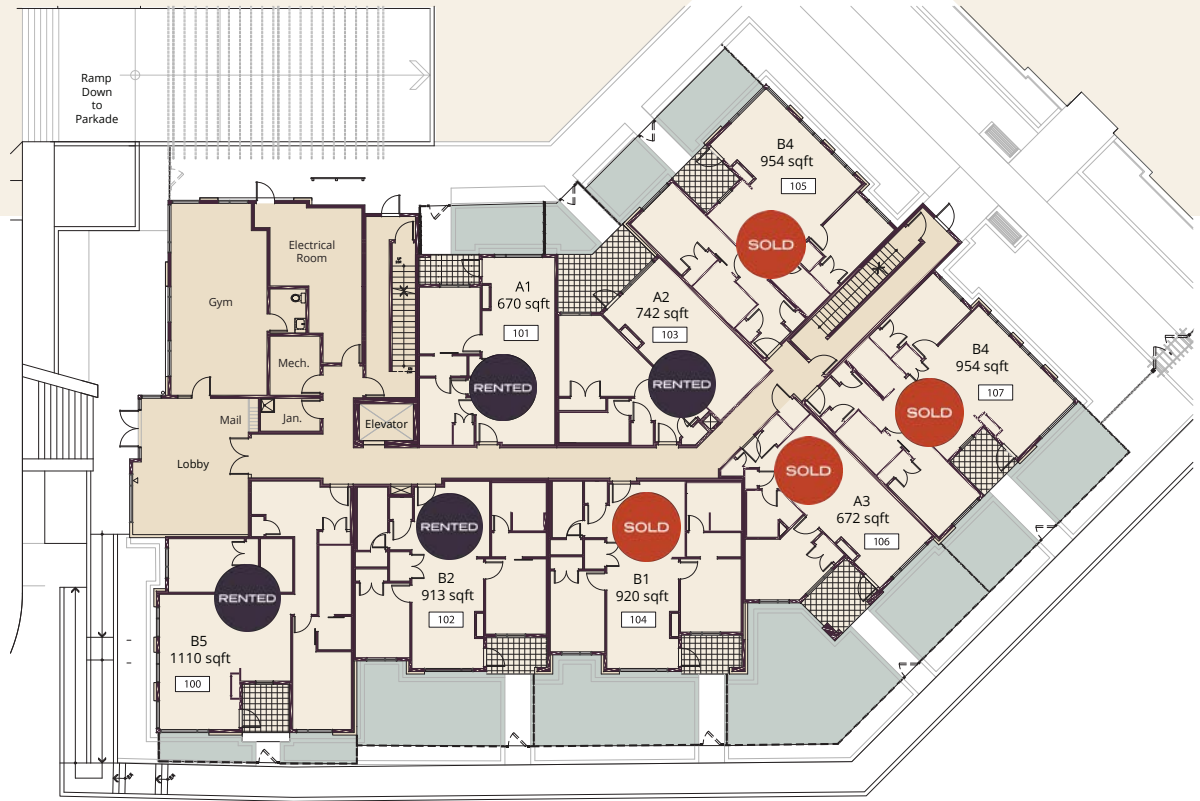 Ramp
Down
to
Parkade
B4
954 sqft
105
SOLD
Electrical
Room
Gym
A1
670 sqft
101
RENTED
A2
742 sqft
103
RENTED
Mech.
Mail
Jan.
Elevator
Lobby
B4
954 sqft
107
SOLD
SOLD
A3
672 sqft
106
RENTED
B2
913 sqft
102
SOLD
B1
920 sqft
104
RENTED
B5
1110 sqft
100